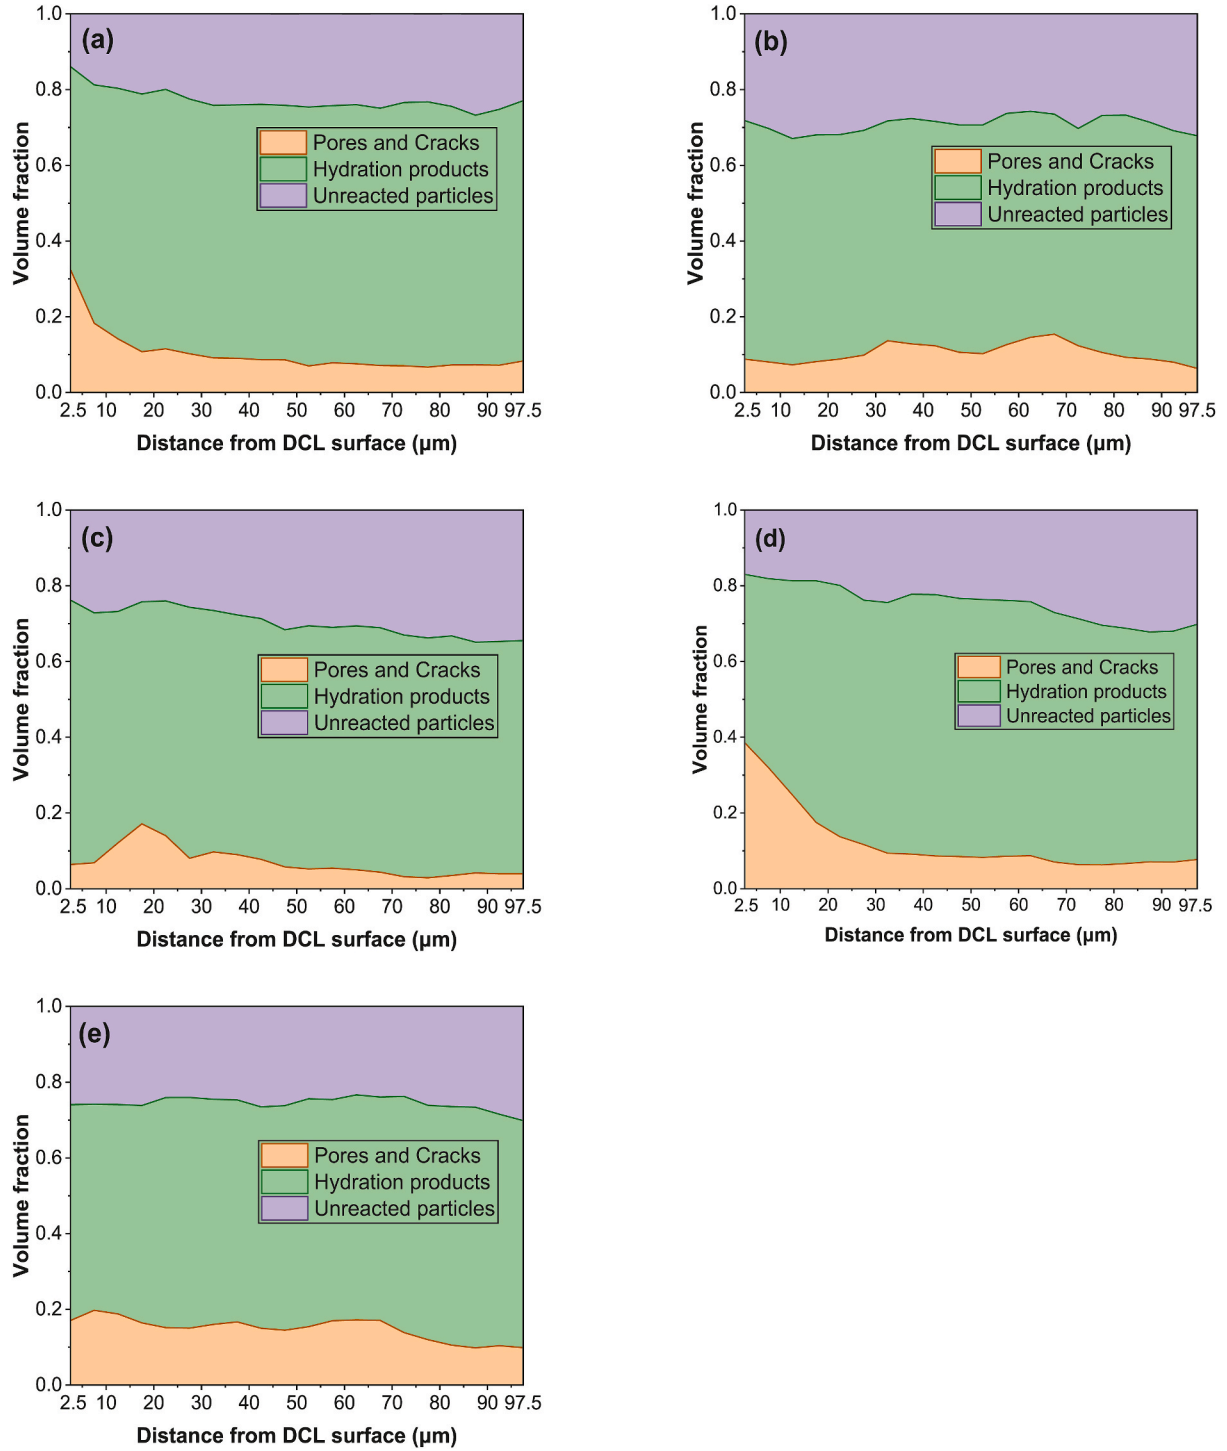 (a)
1.0
0.8
0.6
0.4
0.2
0.0
Volume fraction
Pores and Cracks
Hydration products
Unreacted particles
2.5 10 20 30 40 50 60 70 80 90 97.5
Distance from DCL surface (µm)
(b)
1.0
0.8
0.6
0.4
0.2
0.0
Volume fraction
Pores and Cracks
Hydration products
Unreacted particles
2.5 10 20 30 40 50 60 70 80 90 97.5
Distance from DCL surface (µm)
(c)
1.0
0.8
0.6
0.4
0.2
0.0
Volume fraction
Pores and Cracks
Hydration products
Unreacted particles
2.5 10 20 30 40 50 60 70 80 90 97.5
Distance from DCL surface (µm)
(d)
1.0
0.8
0.6
0.4
0.2
0.0
Volume fraction
Pores and Cracks
Hydration products
Unreacted particles
2.5 10 20 30 40 50 60 70 80 90 97.5
Distance from DCL surface (µm)
(e)
1.0
0.8
0.6
0.4
0.2
0.0
Volume fraction
Pores and Cracks
Hydration products
Unreacted particles
2.5 10 20 30 40 50 60 70 80 90 97.5
Distance from DCL surface (µm)